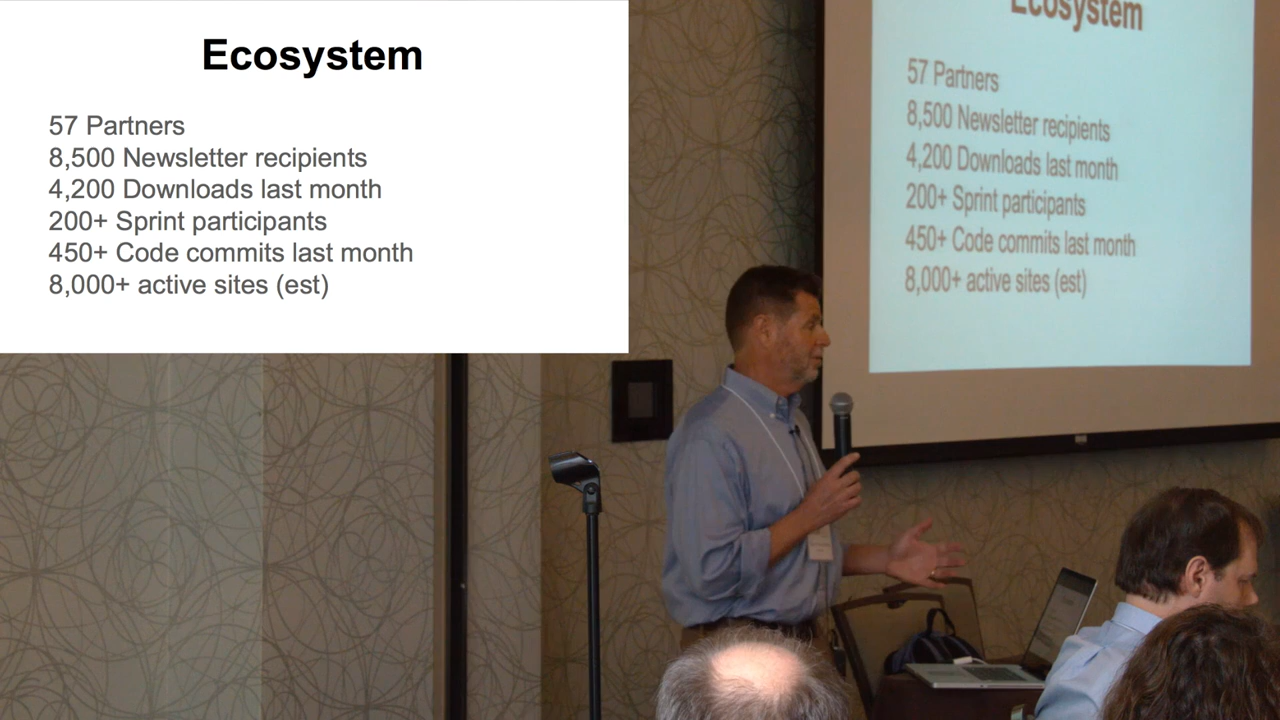 Ecosystem
57 Partners
8,500 Newsletter recipients
4,200 Downloads last month
200+ Sprint participants
450+ Code commits last month
8,000+ active sites (est)
Ecosystem
57 Partners
8,500 Newsletter recipients
4,200 Downloads last month
200+ Sprint participants
450+ Code commits last month
8,000+ active sites (est)